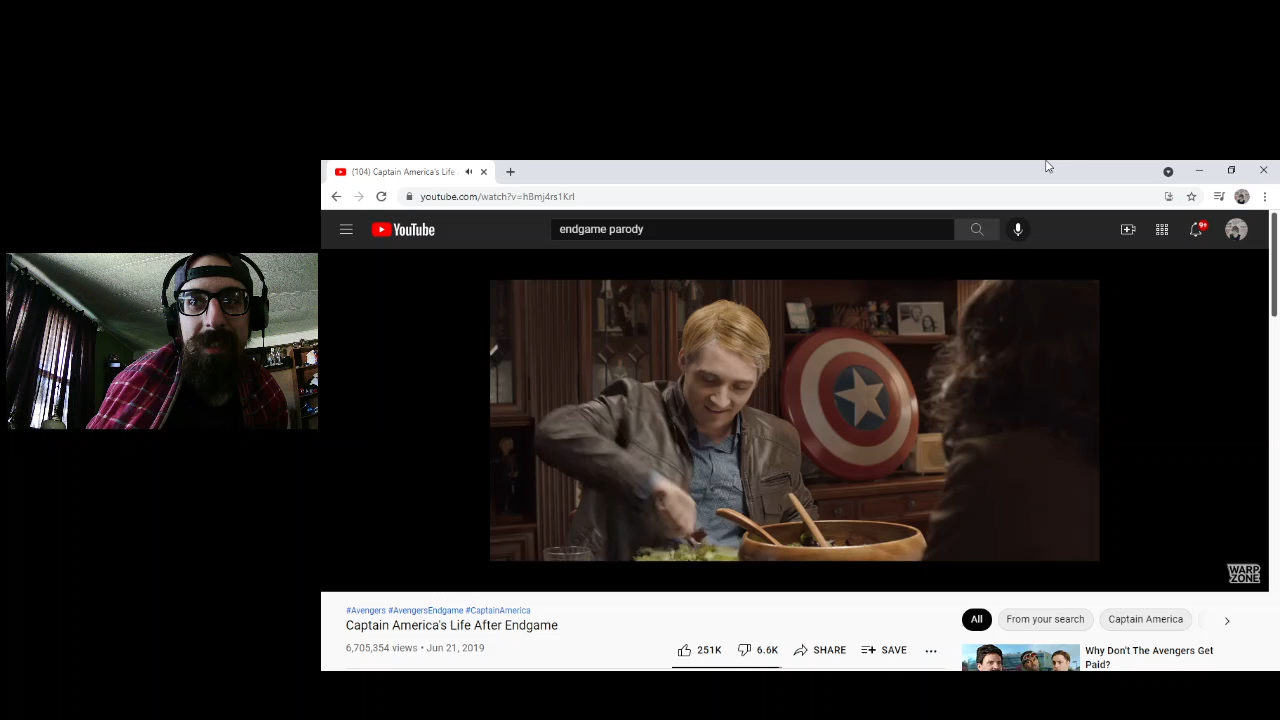 (104) Captain America's Life
youtube.com/watch?v=hBmj4rs1KrI
YouTube
endgame parody
9+
WARP
ZONE
#Avengers #AvengersEndgame #CaptainAmerica
Captain America's Life After Endgame
6,705,354 views • Jun 21, 2019
251K
6.6K
SHARE
SAVE
All
From your search
Captain America
Why Don't The Avengers Get
Paid?